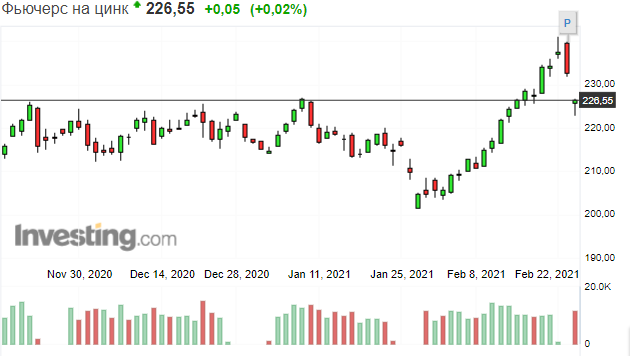 Фьючерс на цинк 226,55 +0,05 (+0,02%)
P
230,00
226,55
220,00
210,00
200,00
Investing.com
190,00
Nov 30, 2020 Dec 14, 2020 Dec 28, 2020 Jan 11, 2021 Jan 25, 2021 Feb 8, 2021 Feb 22, 2021
20.0K
0